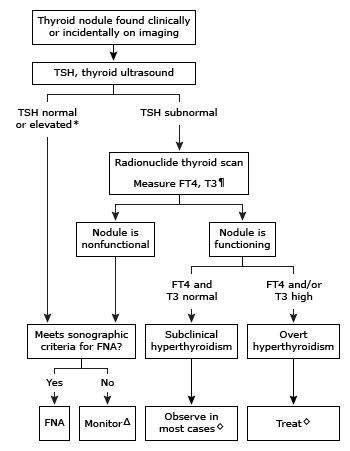 Thyroid nodule found clinically
or incidentally on imaging
TSH, thyroid ultrasound
TSH normal
or elevated*
TSH subnormal
Radionuclide thyroid scan
Measure FT4, T3¶
Nodule is
nonfunctional
Nodule is
functioning
FT4 and
T3 normal
FT4 and/or
T3 high
Meets sonographic
criteria for FNA?
Subclinical
hyperthyroidism
Overt
hyperthyroidism
Yes
No
FNA
MonitorΔ
Observe in
most cases◇
Treat◇